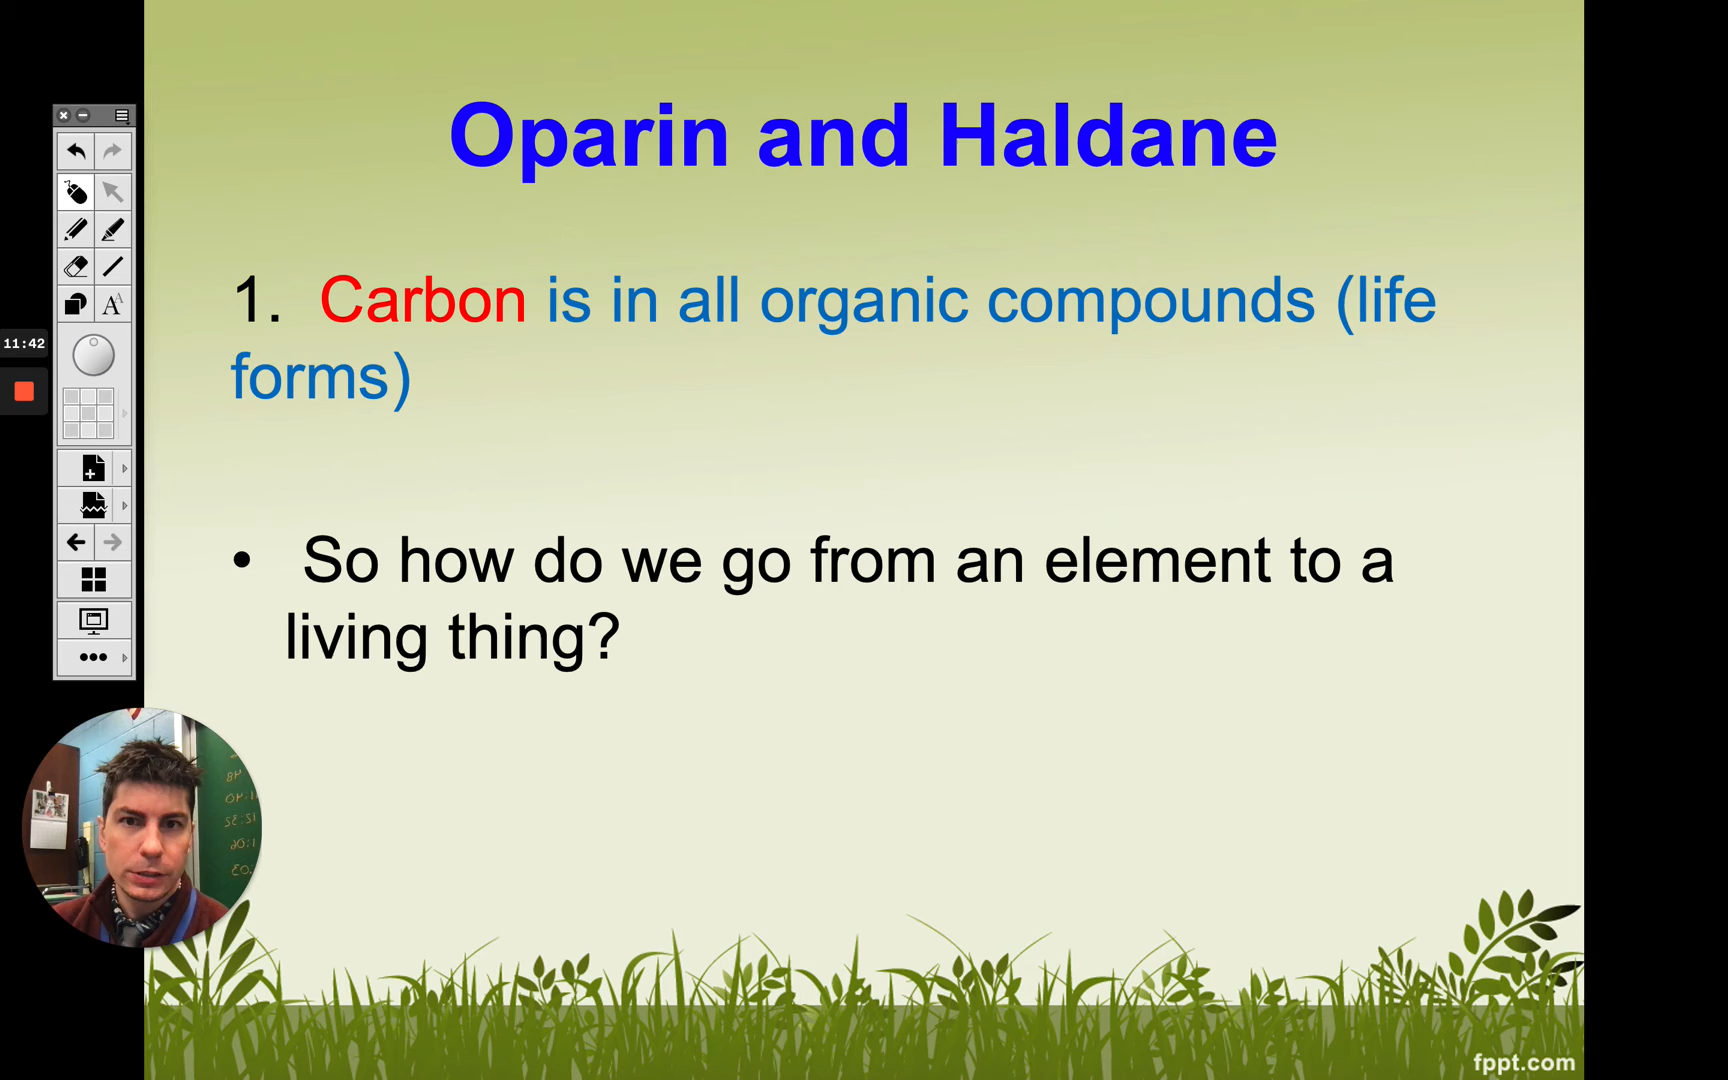 Oparin and Haldane
1. Carbon is in all organic compounds (life
forms)
11:42
• So how do we go from an element to a
living thing?
fppt.com